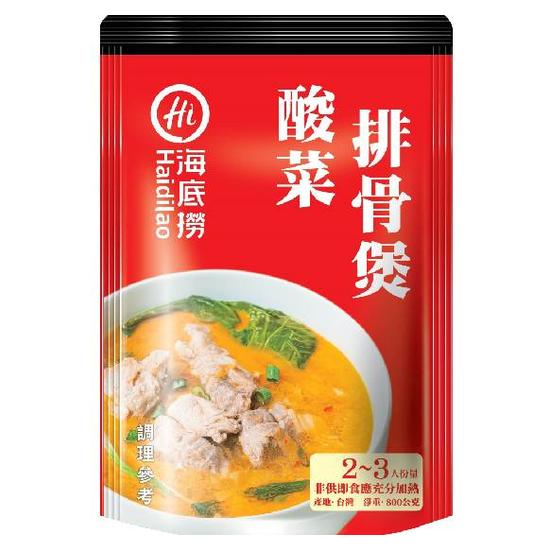 Hi
海底撈
Haidilao
酸菜
排骨煲
調理參考
2~3人份量
非供即食應充分加熱
產地·台灣 淨重·800公克